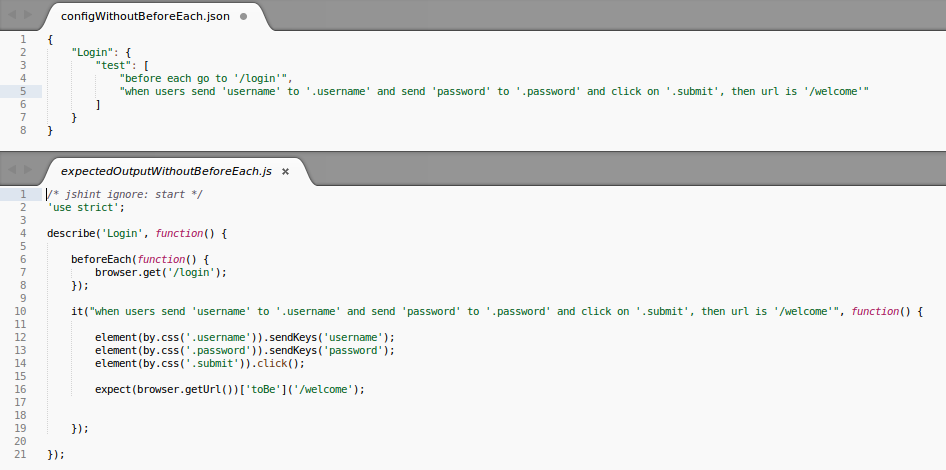 configWithoutBeforeEach.json
1 {
2 "Login": {
3 "test": [
4 "before each go to '/login'",
5 "when users send 'username' to '.username' and send 'password' to '.password' and click on '.submit', then url is '/welcome'"
6 ]
7 }
8 }
expectedOutputWithoutBeforeEach.js ×
1 /* jshint ignore: start */
2 'use strict';
3
4 describe('Login', function() {
5
6 beforeEach(function() {
7 browser.get('/login');
8 });
9
10 it("when users send 'username' to '.username' and send 'password' to '.password' and click on '.submit', then url is '/welcome'", function() {
11
12 element(by.css('.username')).sendKeys('username');
13 element(by.css('.password')).sendKeys('password');
14 element(by.css('.submit')).click();
15
16 expect(browser.getUrl())['toBe']('/welcome');
17
18
19 });
20
21 });